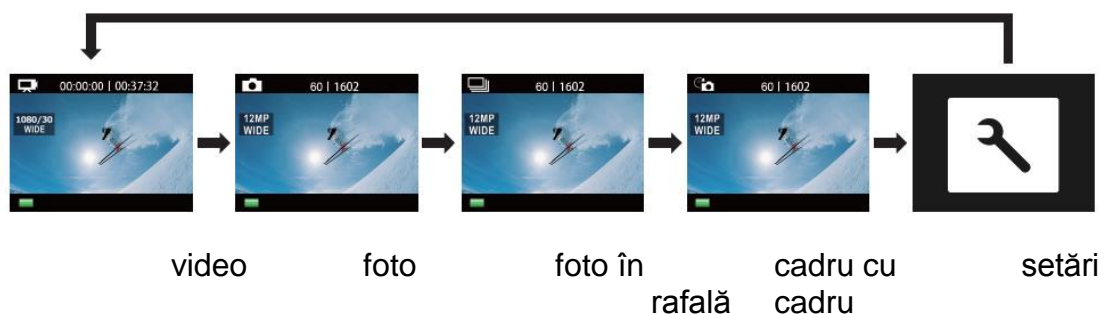 00:00:00 | 00:37:32
1080/30
WIDE
60 | 1602
12MP
WIDE
60 | 1602
12MP
WIDE
60 | 1602
12MP
WIDE
video foto foto în cadru cu setări
rafală cadru